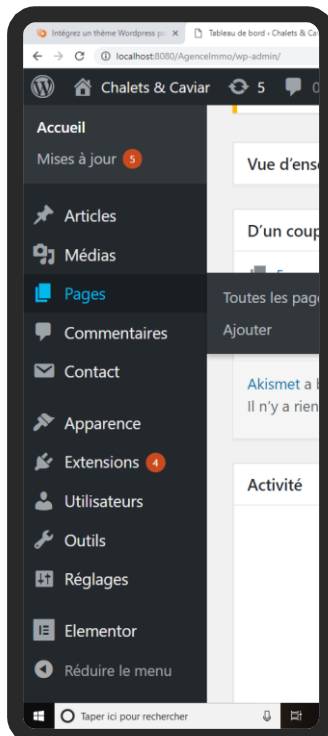 Intégrez un thème Wordpress
Tableau de bord ‹ Chalets & Ca
localhost:8080/AgenceImmo/wp-admin/
Chalets & Caviar
5
0
Accueil
Mises à jour 5
Vue d'ens
Articles
D'un coup
Médias
Pages
Toutes les pag
Ajouter
Commentaires
Contact
Akismet a
Il n'y a rien
Apparence
Extensions 4
Activité
Utilisateurs
Outils
Réglages
Elementor
Réduire le menu
Taper ici pour rechercher